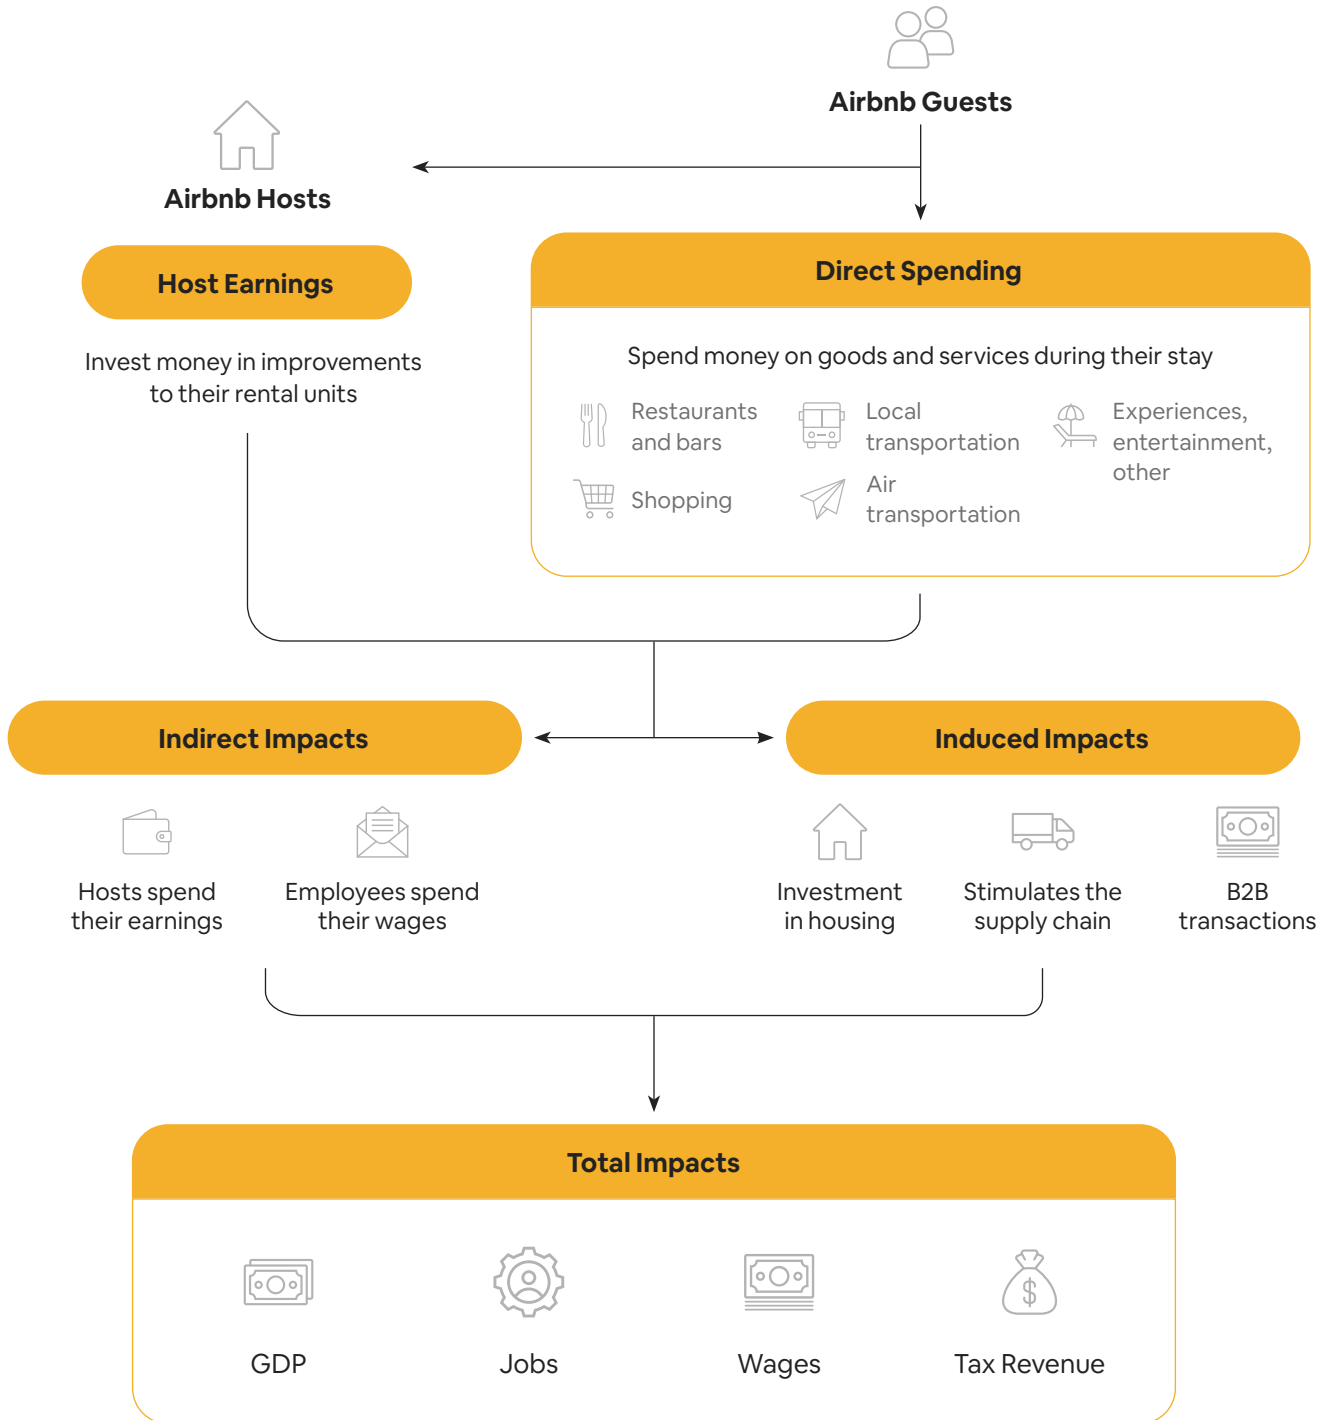 Airbnb Guests
Airbnb Hosts
Host Earnings
Invest money in improvements
to their rental units
Direct Spending
Spend money on goods and services during their stay
Restaurants
and bars
Local
transportation
Experiences,
entertainment,
other
Shopping
Air
transportation
Indirect Impacts
Hosts spend
their earnings
Employees spend
their wages
Induced Impacts
Investment
in housing
Stimulates the
supply chain
B2B
transactions
Total Impacts
GDP
Jobs
$
Wages
Tax Revenue